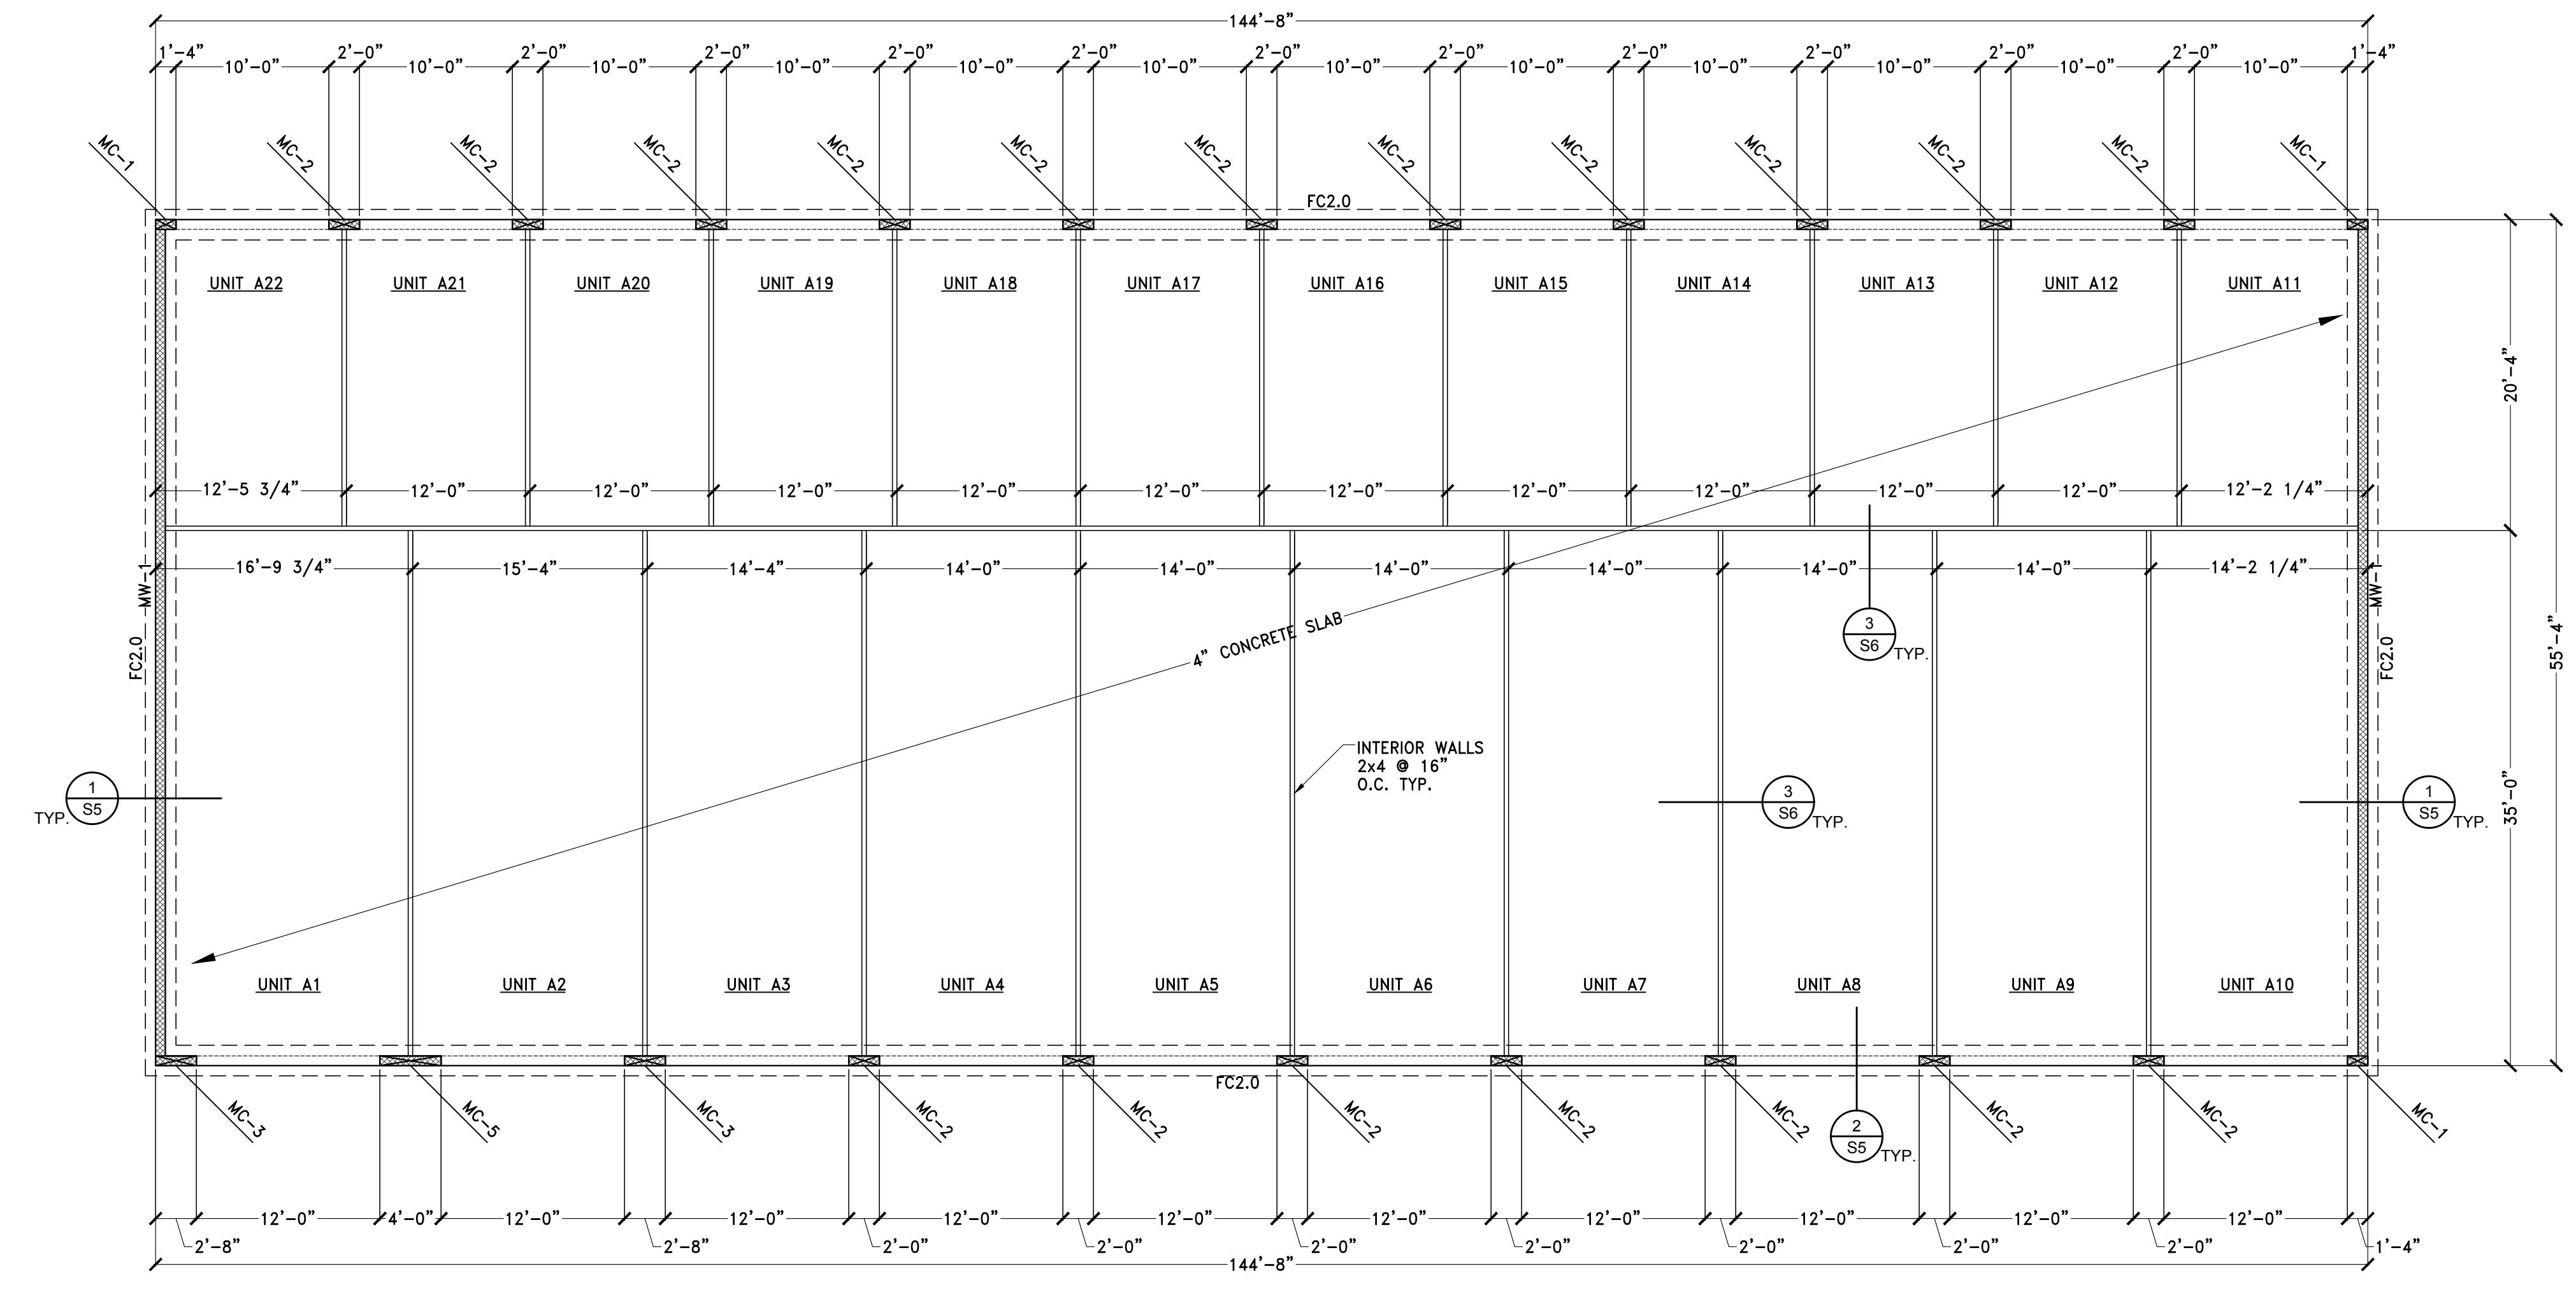 144'-8"
1'-4" 2'-0" 2'-0" 2'-0" 2'-0" 2'-0" 2'-0" 2'-0" 2'-0" 2'-0" 2'-0" 2'-0" 1'-4"
10'-0" 10'-0" 10'-0" 10'-0" 10'-0" 10'-0" 10'-0" 10'-0" 10'-0" 10'-0" 10'-0" 10'-0"
MC-1 MC-2 MC-2 MC-2 MC-2 MC-2 MC-2 MC-2 MC-2 MC-2 MC-2 MC-2 MC-1
FC2.0
UNIT A22 UNIT A21 UNIT A20 UNIT A19 UNIT A18 UNIT A17 UNIT A16 UNIT A15 UNIT A14 UNIT A13 UNIT A12 UNIT A11
20'-4"
12'-5 3/4" 12'-0" 12'-0" 12'-0" 12'-0" 12'-0" 12'-0" 12'-0" 12'-0" 12'-0" 12'-0" 12'-2 1/4"
16'-9 3/4" 15'-4" 14'-4" 14'-0" 14'-0" 14'-0" 14'-0" 14'-0" 14'-0" 14'-2 1/4"
MW-1
MW-1
FC2.0
FC2.0
55'-4"
3
S6
TYP.
4" CONCRETE SLAB
INTERIOR WALLS
2x4 @ 16"
O.C. TYP.
1
S5
TYP.
3
S6
TYP.
1
S5
TYP.
35'-0"
UNIT A1 UNIT A2 UNIT A3 UNIT A4 UNIT A5 UNIT A6 UNIT A7 UNIT A8 UNIT A9 UNIT A10
FC2.0
MC-3 MC-5 MC-3 MC-2 MC-2 MC-2 MC-2 MC-2 MC-2 MC-2 MC-1
2
S5
TYP.
12'-0" 4'-0" 12'-0" 12'-0" 12'-0" 12'-0" 12'-0" 12'-0" 12'-0" 12'-0" 12'-0"
2'-8" 2'-8" 2'-0" 2'-0" 2'-0" 2'-0" 2'-0" 2'-0" 2'-0" 1'-4"
144'-8"